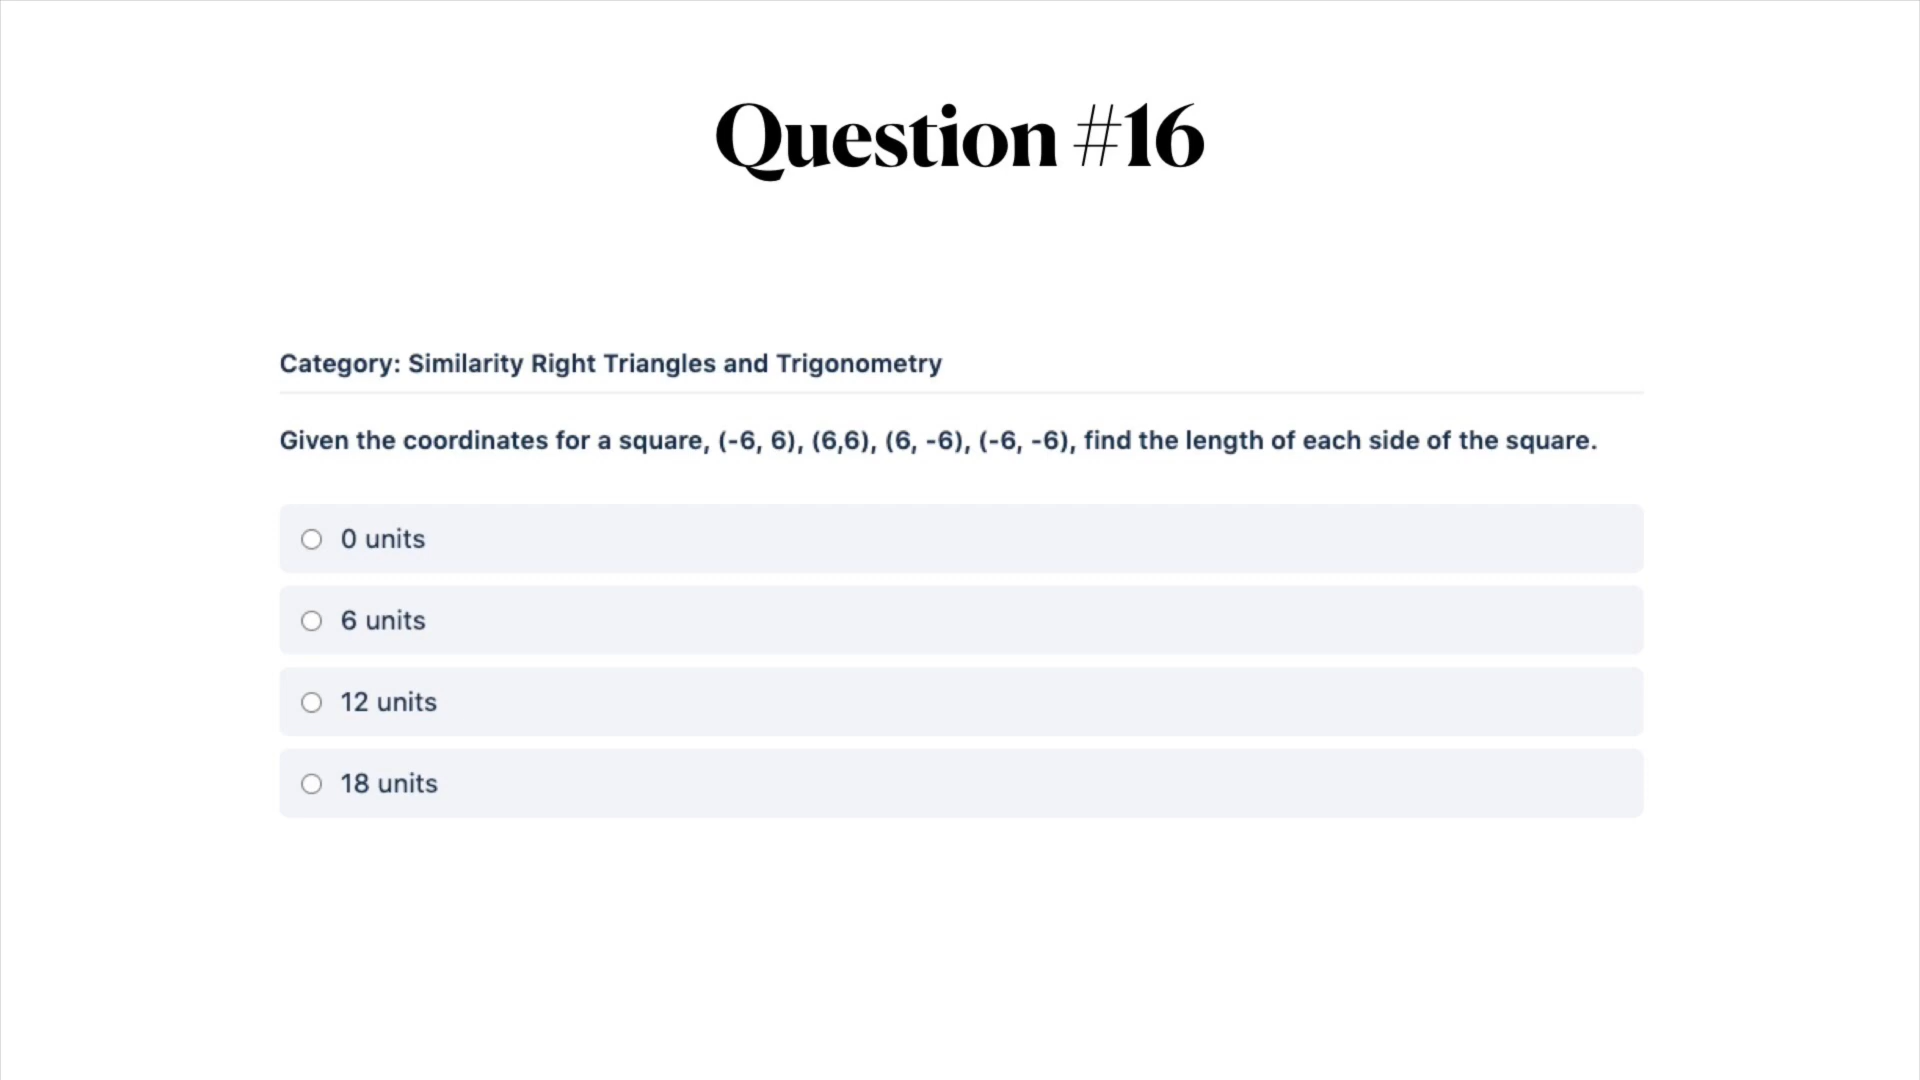 Question #16
Category: Similarity Right Triangles and Trigonometry
Given the coordinates for a square, (-6, 6), (6,6), (6, -6), (-6, -6), find the length of each side of the square.
0 units
6 units
12 units
18 units